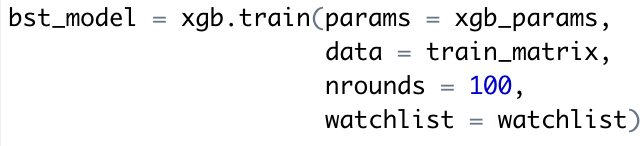 bst_model = xgb.train(params = xgb_params,
                      data = train_matrix,
                      nrounds = 100,
                      watchlist = watchlist)